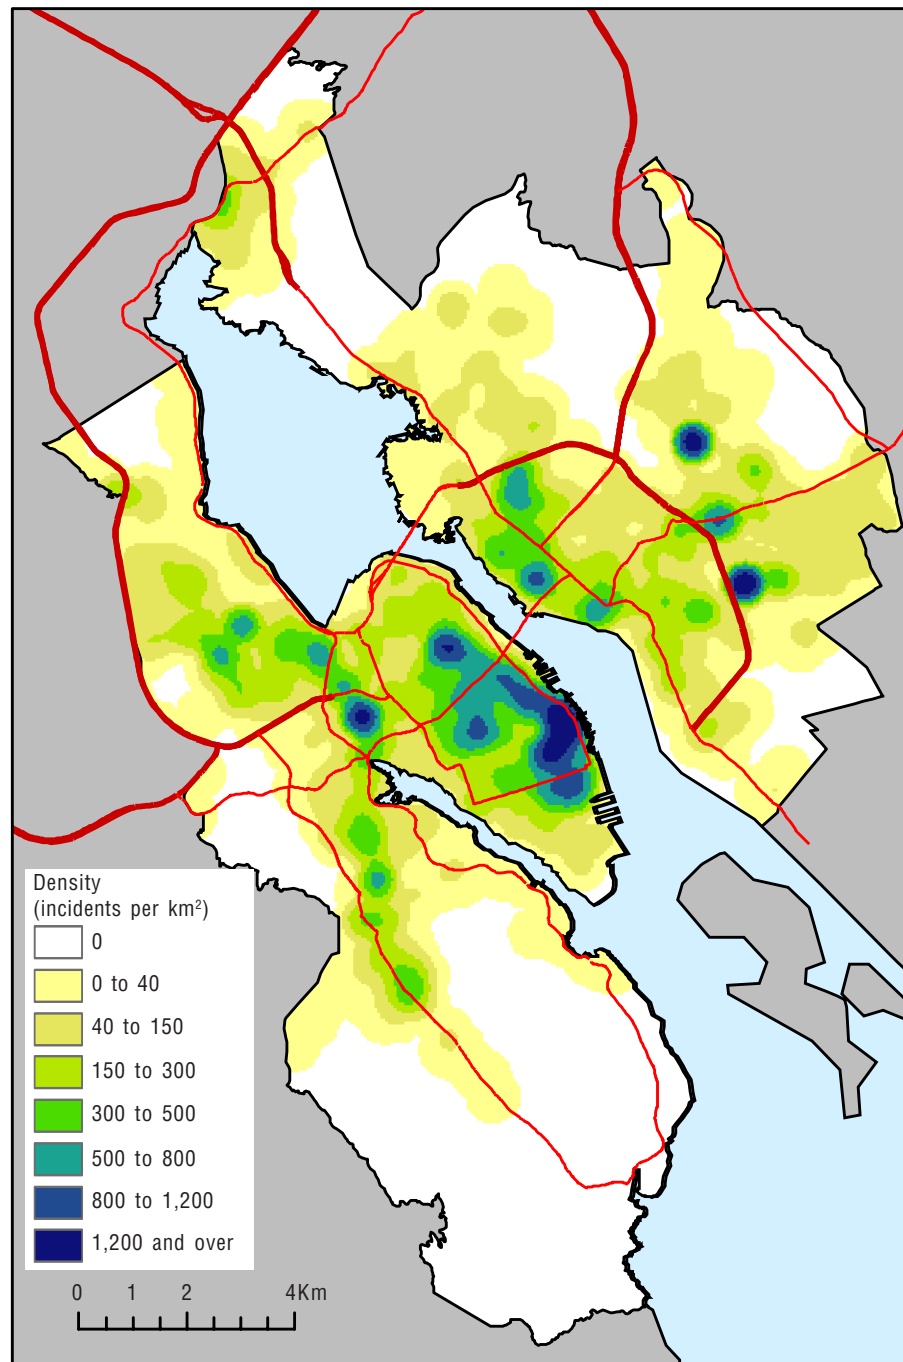 Density
(incidents per km²)
0
0 to 40
40 to 150
150 to 300
300 to 500
500 to 800
800 to 1,200
1,200 and over
0 1 2 4Km